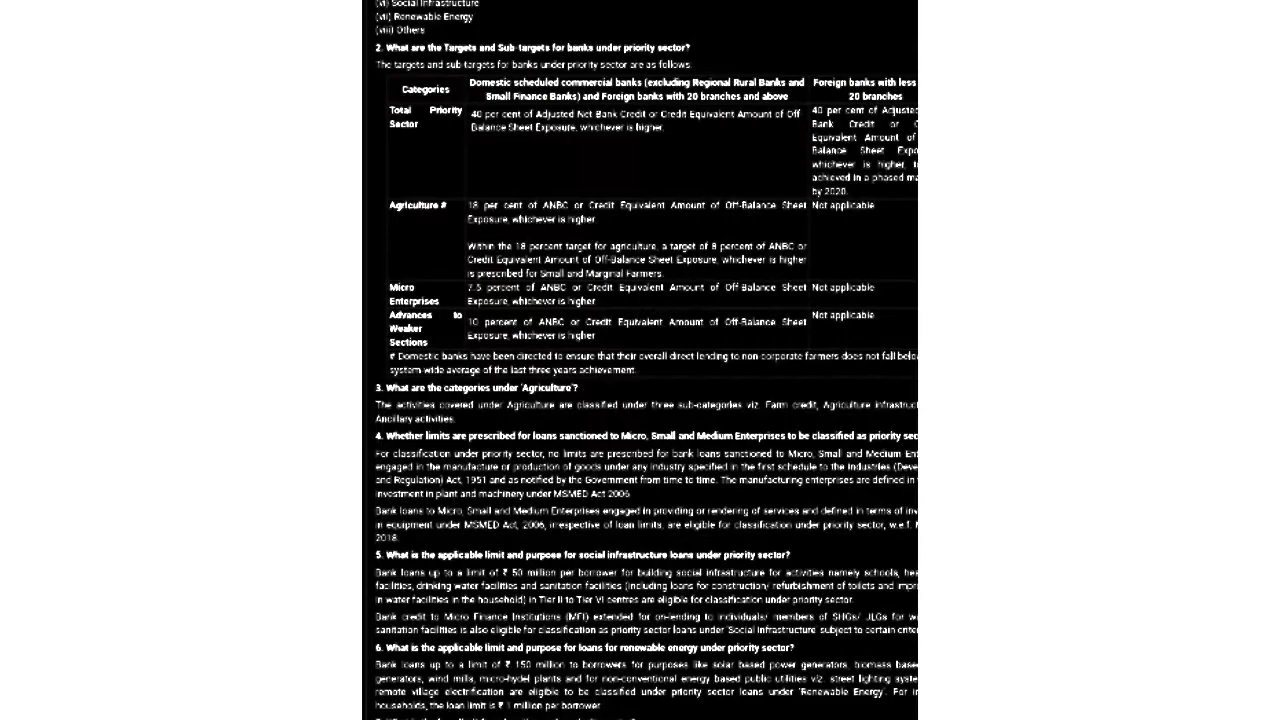 (vi) Social Infrastructure
(vii) Renewable Energy
(viii) Others
2. What are the Targets and Sub-targets for banks under priority sector?
The targets and sub-targets for banks under priority sector are as follows:
Categories
Domestic scheduled commercial banks (excluding Regional Rural Banks and
Small Finance Banks) and Foreign banks with 20 branches and above
Foreign banks with less
20 branches
Total Priority
Sector
40 per cent of Adjusted Net Bank Credit or Credit Equivalent Amount of Off-
Balance Sheet Exposure, whichever is higher.
40 per cent of Adjusted
Bank Credit or C
Equivalent Amount of
Balance Sheet Expo
whichever is higher, t
achieved in a phased ma
by 2020.
Agriculture #
18 per cent of ANBC or Credit Equivalent Amount of Off-Balance Sheet
Exposure, whichever is higher.
Within the 18 percent target for agriculture, a target of 8 percent of ANBC or
Credit Equivalent Amount of Off-Balance Sheet Exposure, whichever is higher
is prescribed for Small and Marginal Farmers.
Not applicable
Micro
Enterprises
7.5 percent of ANBC or Credit Equivalent Amount of Off-Balance Sheet
Exposure, whichever is higher
Not applicable
Advances to
Weaker
Sections
10 percent of ANBC or Credit Equivalent Amount of Off-Balance Sheet
Exposure, whichever is higher
Not applicable
# Domestic banks have been directed to ensure that their overall direct lending to non-corporate farmers does not fall belo
system-wide average of the last three years achievement.
3. What are the categories under 'Agriculture'?
The activities covered under Agriculture are classified under three sub-categories viz. Farm credit, Agriculture infrastruct
Ancillary activities.
4. Whether limits are prescribed for loans sanctioned to Micro, Small and Medium Enterprises to be classified as priority sec
For classification under priority sector, no limits are prescribed for bank loans sanctioned to Micro, Small and Medium Ent
engaged in the manufacture or production of goods under any industry specified in the first schedule to the Industries (Deve
and Regulation) Act, 1951 and as notified by the Government from time to time. The manufacturing enterprises are defined in
investment in plant and machinery under MSMED Act 2006.
Bank loans to Micro, Small and Medium Enterprises engaged in providing or rendering of services and defined in terms of inv
in equipment under MSMED Act, 2006, irrespective of loan limits, are eligible for classification under priority sector, w.e.f. M
2018.
5. What is the applicable limit and purpose for social infrastructure loans under priority sector?
Bank loans up to a limit of ₹ 50 million per borrower for building social infrastructure for activities namely schools, hea
facilities, drinking water facilities and sanitation facilities (including loans for construction/ refurbishment of toilets and impro
in water facilities in the household) in Tier II to Tier VI centres are eligible for classification under priority sector.
Bank credit to Micro Finance Institutions (MFI) extended for on-lending to individuals/ members of SHGs/ JLGs for w
sanitation facilities is also eligible for classification as priority sector loans under 'Social Infrastructure' subject to certain criter
6. What is the applicable limit and purpose for loans for renewable energy under priority sector?
Bank loans up to a limit of ₹ 150 million to borrowers for purposes like solar based power generators, biomass base
generators, wind mills, micro-hydel plants and for non-conventional energy based public utilities viz. street lighting syste
remote village electrification are eligible to be classified under priority sector loans under 'Renewable Energy'. For in
households, the loan limit is ₹ 1 million per borrower.